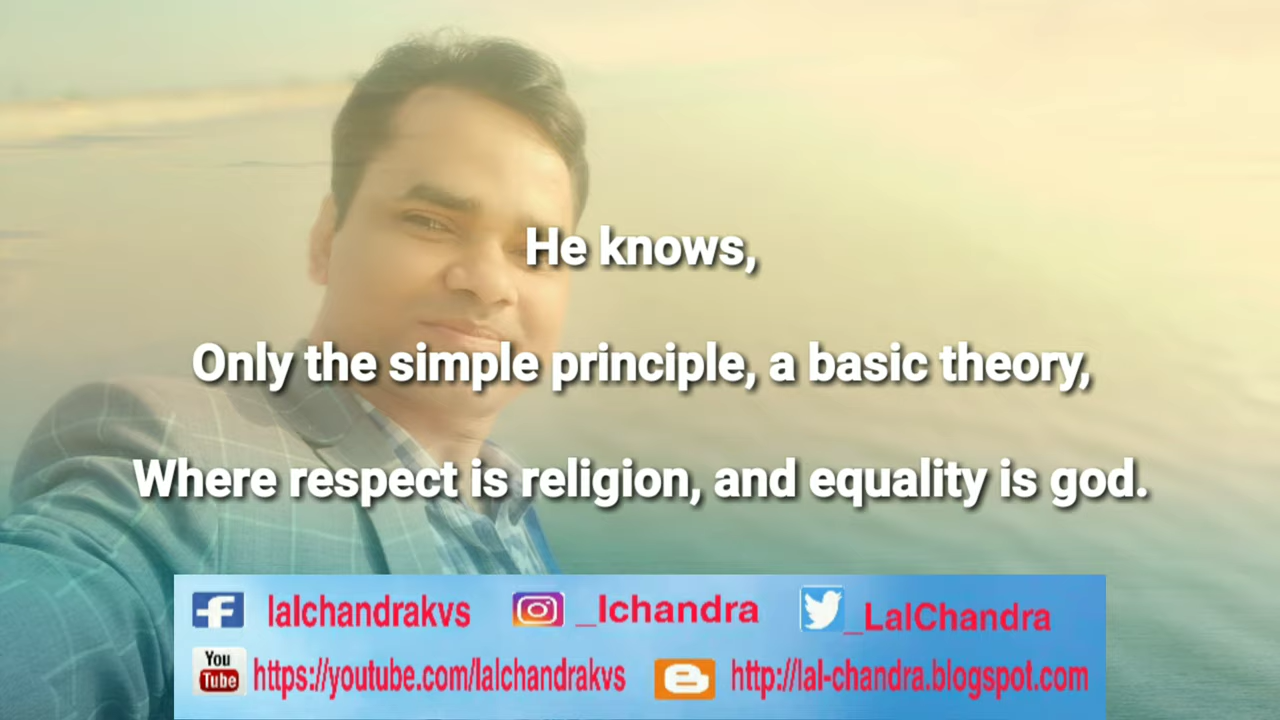 He knows,
Only the simple principle, a basic theory,
Where respect is religion, and equality is god.
lalchandrakvs _lchandra _LalChandra
You Tube https://youtube.com/lalchandrakvs http://lal-chandra.blogspot.com